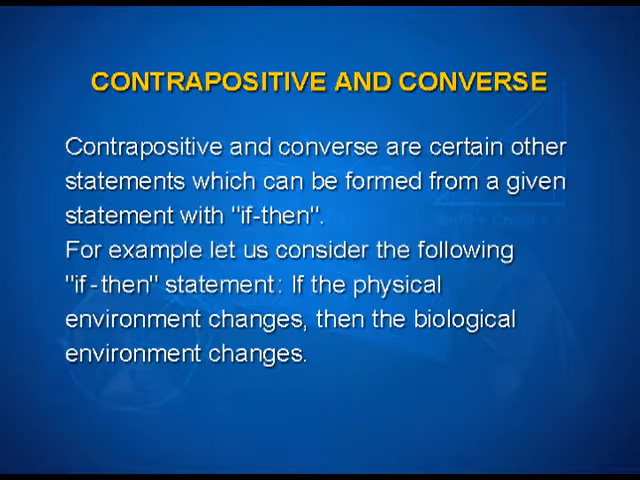 CONTRAPOSITIVE AND CONVERSE
Contrapositive and converse are certain other
statements which can be formed from a given
statement with "if-then".
For example let us consider the following
"if-then" statement: If the physical
environment changes, then the biological
environment changes.